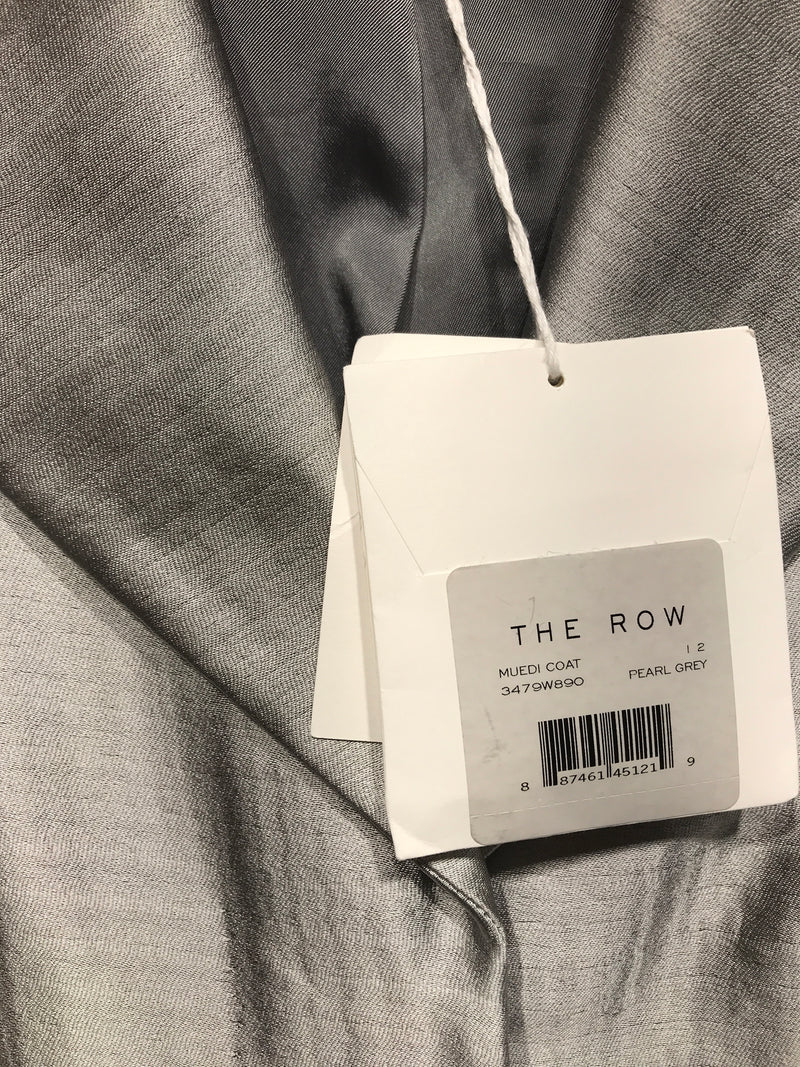 THE ROW
12
MUEDI COAT
PEARL GREY
3479W890
8 87461 45121 9